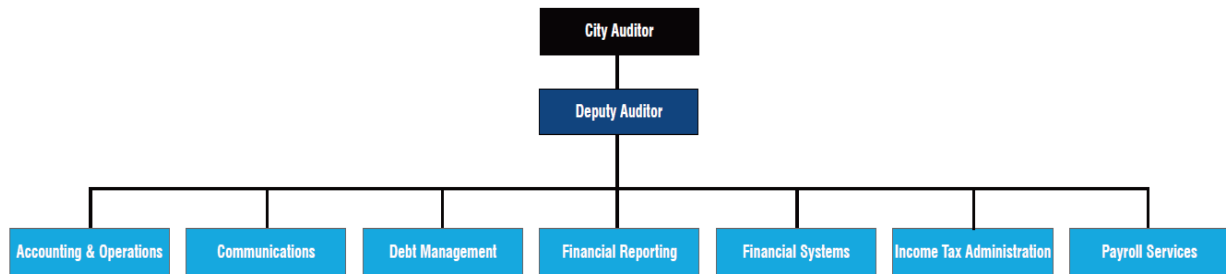 City Auditor
Deputy Auditor
Accounting & Operations
Communications
Debt Management
Financial Reporting
Financial Systems
Income Tax Administration
Payroll Services